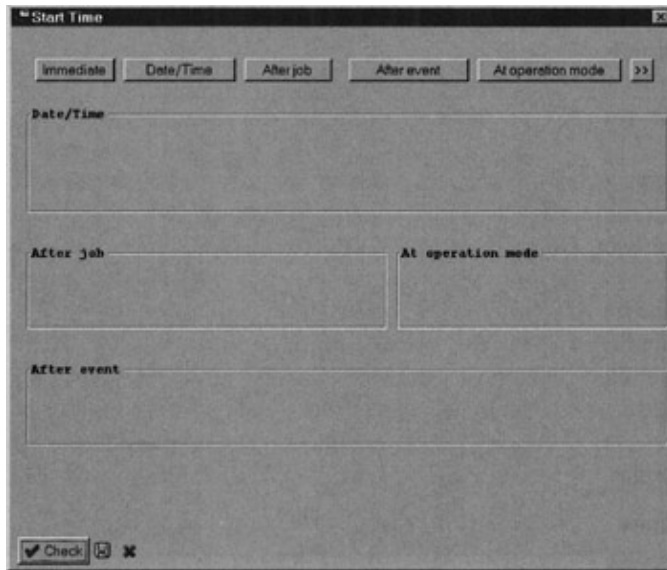 Start Time
Immediate Date/Time After job After event At operation mode >>
Date/Time
After job At operation mode
After event
Check